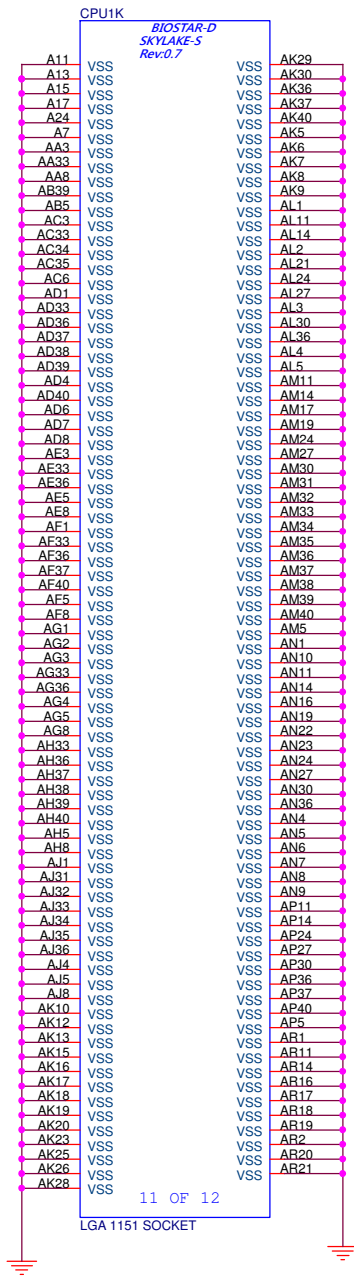 CPU1K
BIOSTAR-D
SKYLAKE-S
Rev:0.7
A11 VSS VSS AK29
A13 VSS VSS AK30
A15 VSS VSS AK36
A17 VSS VSS AK37
A24 VSS VSS AK40
A7 VSS VSS AK5
AA3 VSS VSS AK6
AA33 VSS VSS AK7
AA8 VSS VSS AK8
AB39 VSS VSS AK9
AB5 VSS VSS AL1
AC3 VSS VSS AL11
AC33 VSS VSS AL14
AC34 VSS VSS AL2
AC35 VSS VSS AL21
AC6 VSS VSS AL24
AD1 VSS VSS AL27
AD33 VSS VSS AL3
AD36 VSS VSS AL30
AD37 VSS VSS AL36
AD38 VSS VSS AL4
AD39 VSS VSS AL5
AD4 VSS VSS AM11
AD40 VSS VSS AM14
AD6 VSS VSS AM17
AD7 VSS VSS AM19
AD8 VSS VSS AM24
AE3 VSS VSS AM27
AE33 VSS VSS AM30
AE36 VSS VSS AM31
AE5 VSS VSS AM32
AE8 VSS VSS AM33
AF1 VSS VSS AM34
AF33 VSS VSS AM35
AF36 VSS VSS AM36
AF37 VSS VSS AM37
AF40 VSS VSS AM38
AF5 VSS VSS AM39
AF8 VSS VSS AM40
AG1 VSS VSS AM5
AG2 VSS VSS AN1
AG3 VSS VSS AN10
AG33 VSS VSS AN11
AG36 VSS VSS AN14
AG4 VSS VSS AN16
AG5 VSS VSS AN19
AG8 VSS VSS AN22
AH33 VSS VSS AN23
AH36 VSS VSS AN24
AH37 VSS VSS AN27
AH38 VSS VSS AN30
AH39 VSS VSS AN36
AH40 VSS VSS AN4
AH5 VSS VSS AN5
AH8 VSS VSS AN6
AJ1 VSS VSS AN7
AJ31 VSS VSS AN8
AJ32 VSS VSS AN9
AJ33 VSS VSS AP11
AJ34 VSS VSS AP14
AJ35 VSS VSS AP24
AJ36 VSS VSS AP27
AJ4 VSS VSS AP30
AJ5 VSS VSS AP36
AJ8 VSS VSS AP37
AK10 VSS VSS AP40
AK12 VSS VSS AP5
AK13 VSS VSS AR1
AK15 VSS VSS AR11
AK16 VSS VSS AR14
AK17 VSS VSS AR16
AK18 VSS VSS AR17
AK19 VSS VSS AR18
AK20 VSS VSS AR19
AK23 VSS VSS AR2
AK25 VSS VSS AR20
AK26 VSS VSS AR21
AK28 VSS
11 OF 12
LGA 1151 SOCKET